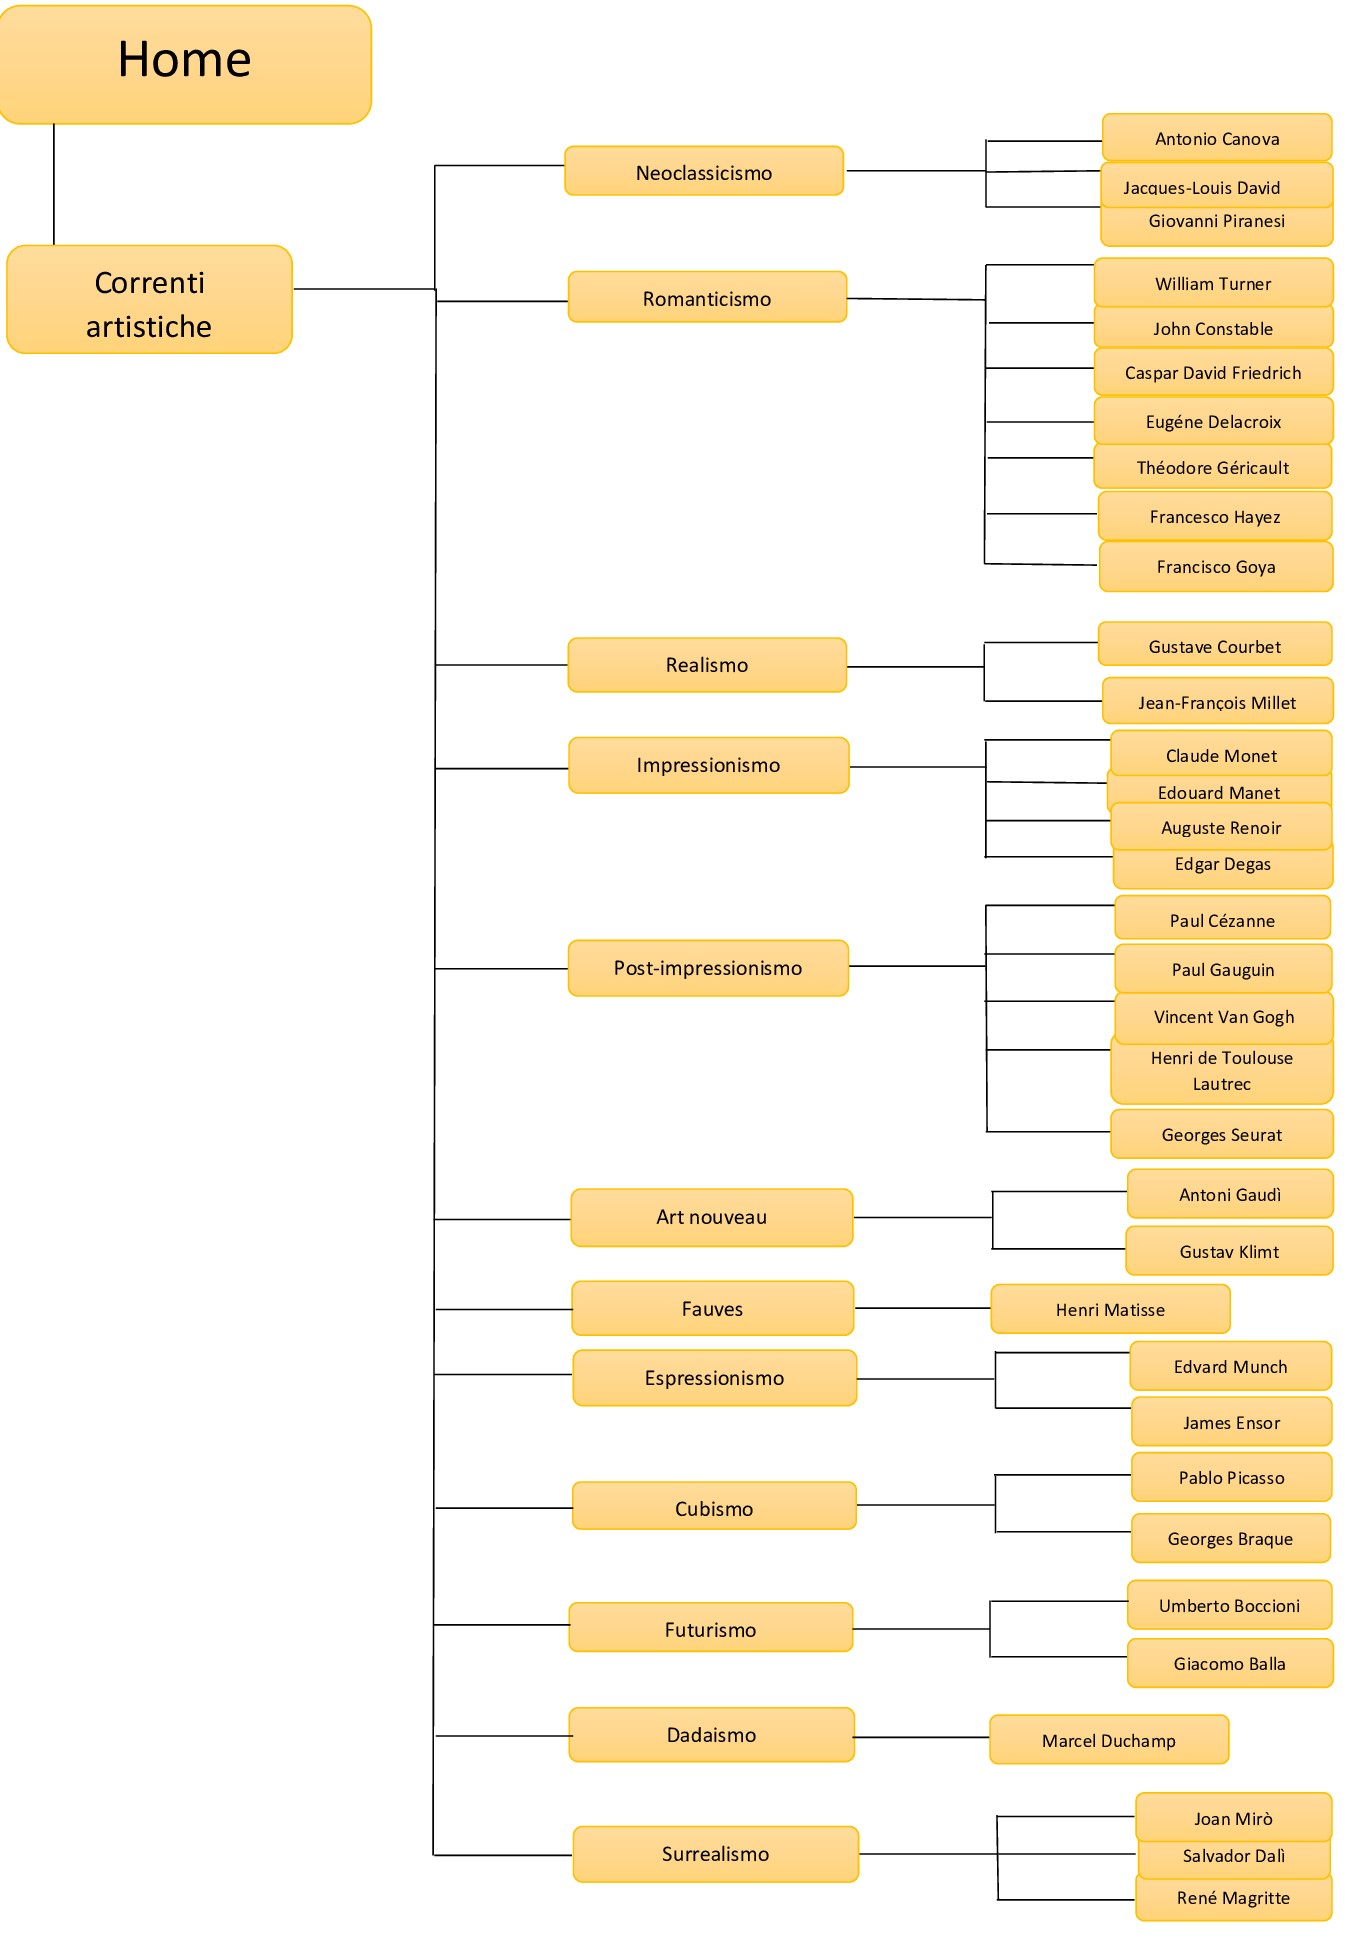 Home
Correnti
artistiche
Neoclassicismo
Antonio Canova
Jacques-Louis David
Giovanni Piranesi
Romanticismo
William Turner
John Constable
Caspar David Friedrich
Eugéne Delacroix
Théodore Géricault
Francesco Hayez
Francisco Goya
Realismo
Gustave Courbet
Jean-François Millet
Impressionismo
Claude Monet
Edouard Manet
Auguste Renoir
Edgar Degas
Post-impressionismo
Paul Cézanne
Paul Gauguin
Vincent Van Gogh
Henri de Toulouse
Lautrec
Georges Seurat
Art nouveau
Antoni Gaudì
Gustav Klimt
Fauves
Henri Matisse
Espressionismo
Edvard Munch
James Ensor
Cubismo
Pablo Picasso
Georges Braque
Futurismo
Umberto Boccioni
Giacomo Balla
Dadaismo
Marcel Duchamp
Surrealismo
Joan Mirò
Salvador Dalì
René Magritte